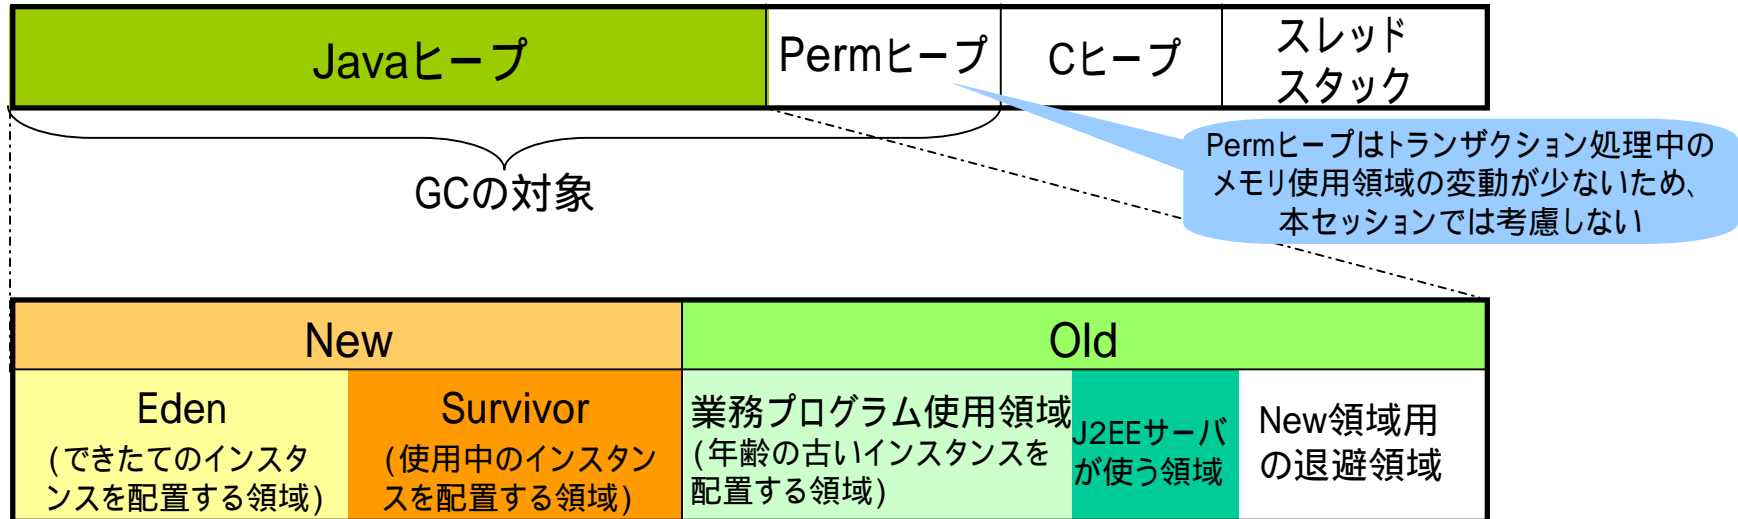 Javaヒープ
Permヒープ
Cヒープ
スレッド
スタック
GCの対象
Permヒープはトランザクション処理中の
メモリ使用領域の変動が少ないため、
本セッションでは考慮しない
New
Old
Eden
(できたてのインスタ
ンスを配置する領域)
Survivor
(使用中のインスタン
スを配置する領域)
業務プログラム使用領域
(年齢の古いインスタンスを
配置する領域)
J2EEサーバ
が使う領域
New領域用
の退避領域